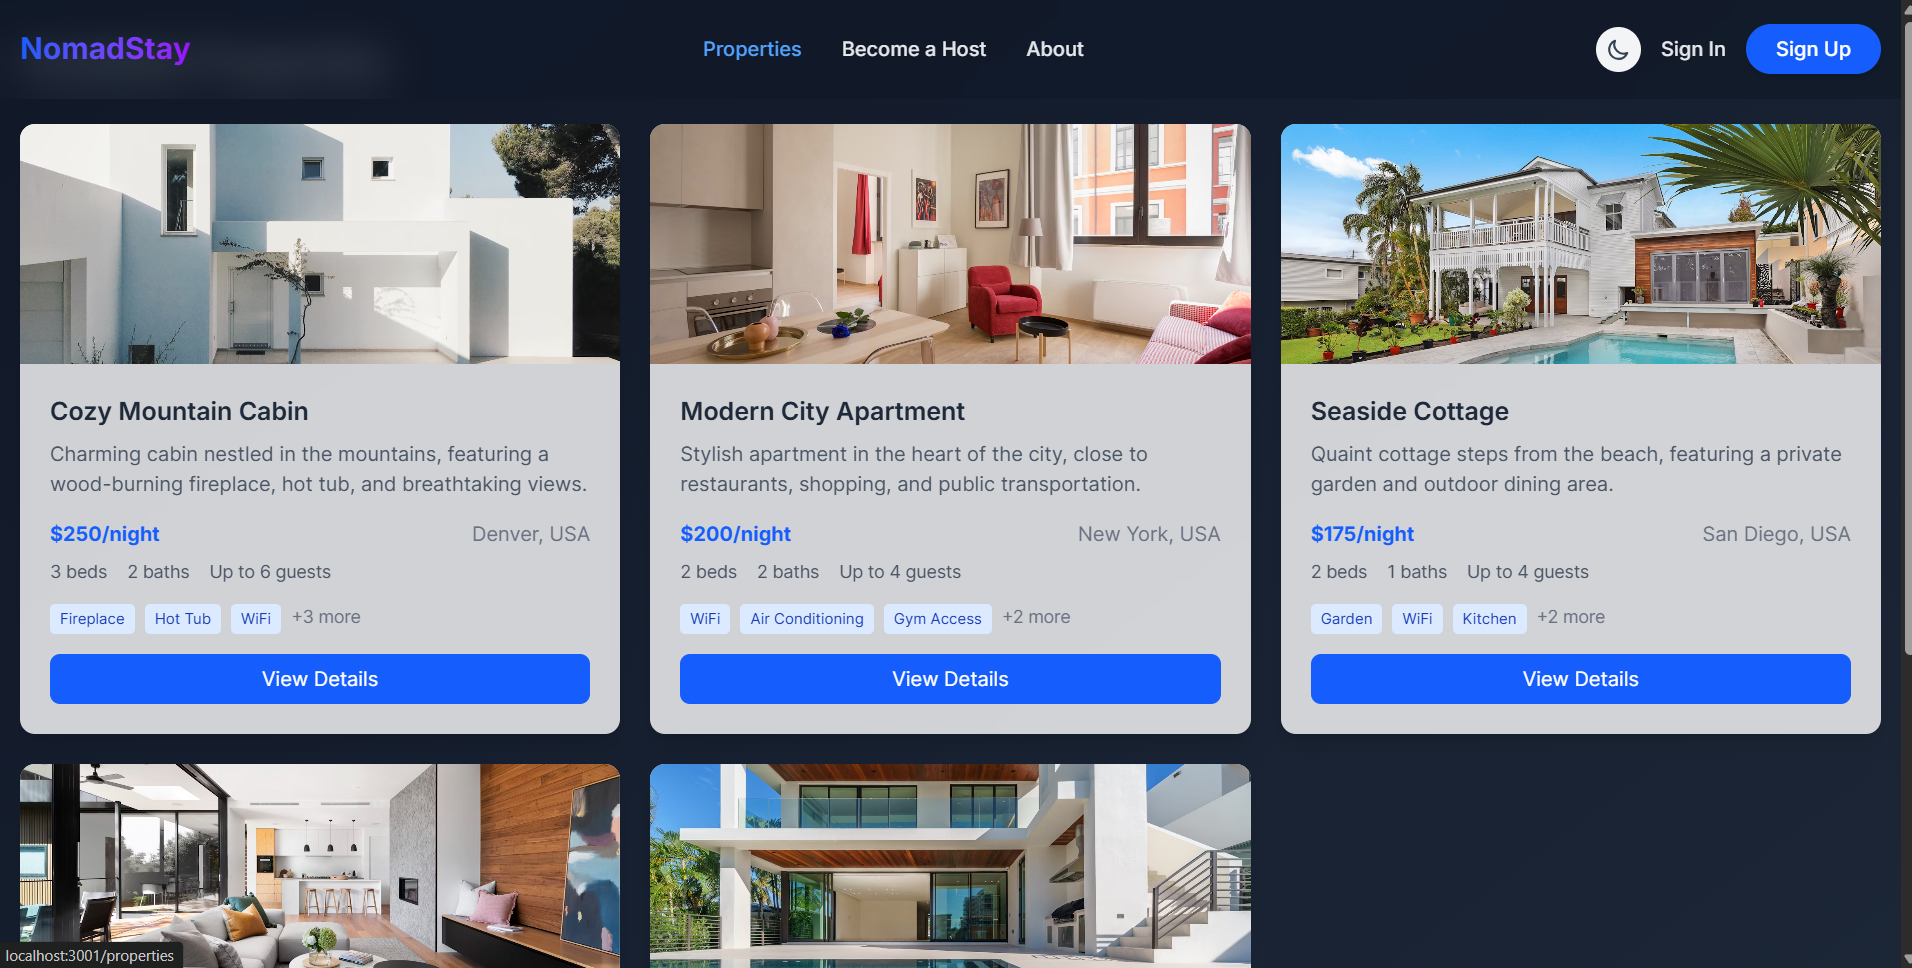 NomadStay
Properties
Become a Host
About
Sign In
Sign Up
Cozy Mountain Cabin
Charming cabin nestled in the mountains, featuring a
wood-burning fireplace, hot tub, and breathtaking views.
$250/night
Denver, USA
3 beds
2 baths
Up to 6 guests
Fireplace
Hot Tub
WiFi
+3 more
View Details
Modern City Apartment
Stylish apartment in the heart of the city, close to
restaurants, shopping, and public transportation.
$200/night
New York, USA
2 beds
2 baths
Up to 4 guests
WiFi
Air Conditioning
Gym Access
+2 more
View Details
Seaside Cottage
Quaint cottage steps from the beach, featuring a private
garden and outdoor dining area.
$175/night
San Diego, USA
2 beds
1 baths
Up to 4 guests
Garden
WiFi
Kitchen
+2 more
View Details
localhost:3001/properties